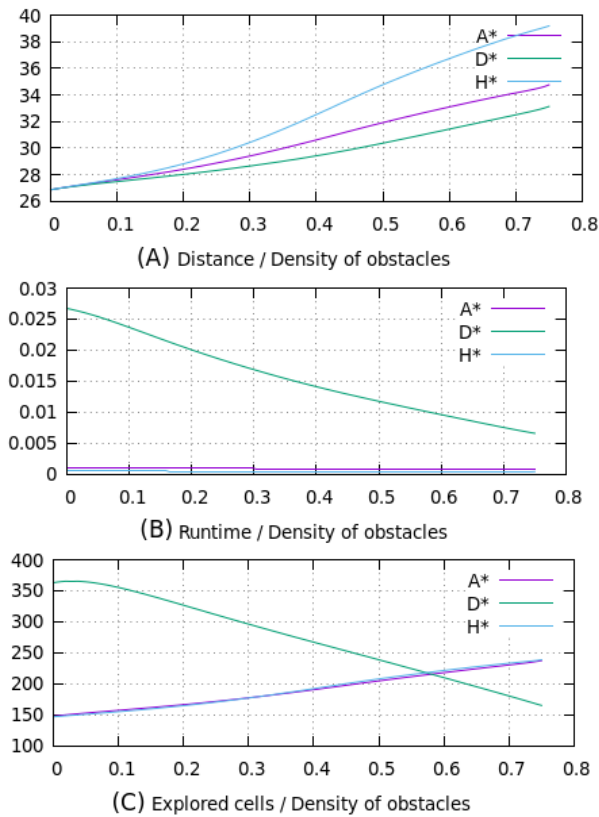 40
38
36
34
32
30
28
26
A*
D*
H*
0 0.1 0.2 0.3 0.4 0.5 0.6 0.7 0.8
(A) Distance / Density of obstacles
0.03
0.025
0.02
0.015
0.01
0.005
0
A*
D*
H*
0 0.1 0.2 0.3 0.4 0.5 0.6 0.7 0.8
(B) Runtime / Density of obstacles
400
350
300
250
200
150
100
A*
D*
H*
0 0.1 0.2 0.3 0.4 0.5 0.6 0.7 0.8
(C) Explored cells / Density of obstacles